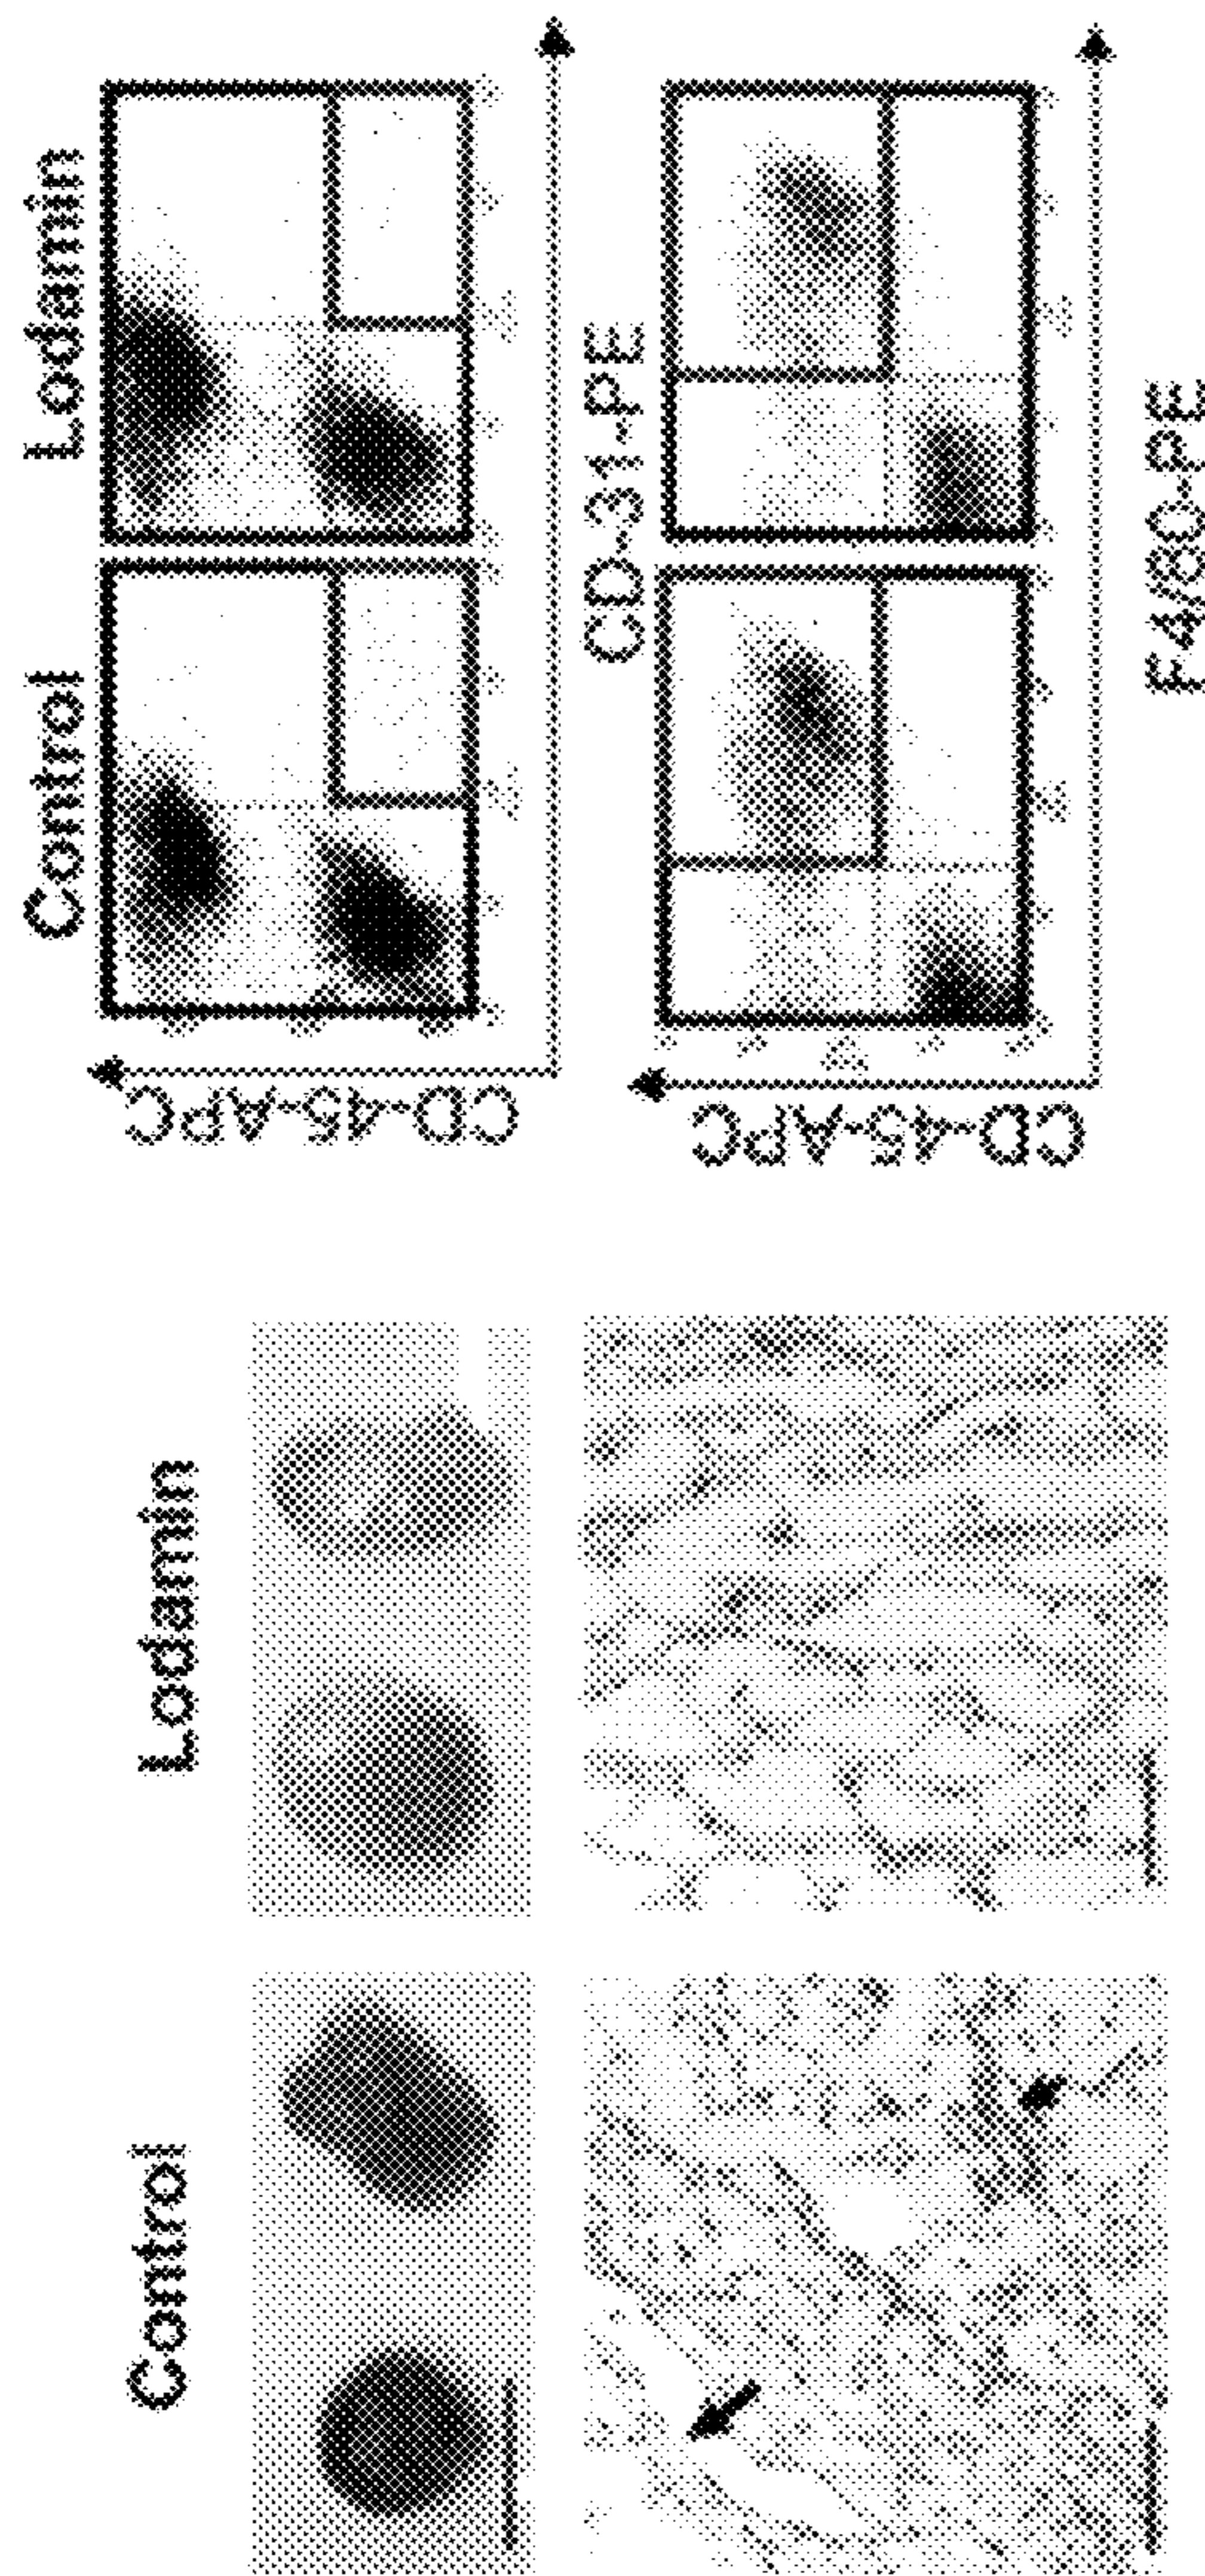 Control
Lodamin
Control
Lodamin
CD-45-APC
CD-31-PE
CD-45-APC
F4/80-PE